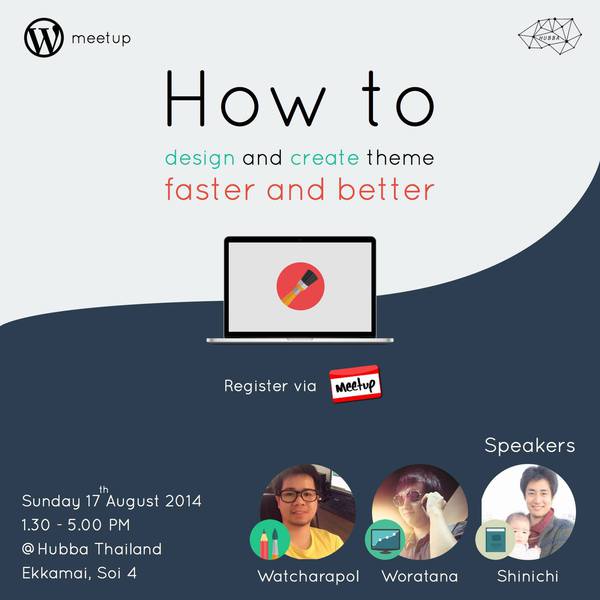 meetup
HUBBA
How to
design and create theme
faster and better
Register via meetup
Speakers
Sunday 17th August 2014
1.30 - 5.00 PM
@Hubba Thailand
Ekkamai, Soi 4
Watcharapol
Woratana
Shinichi